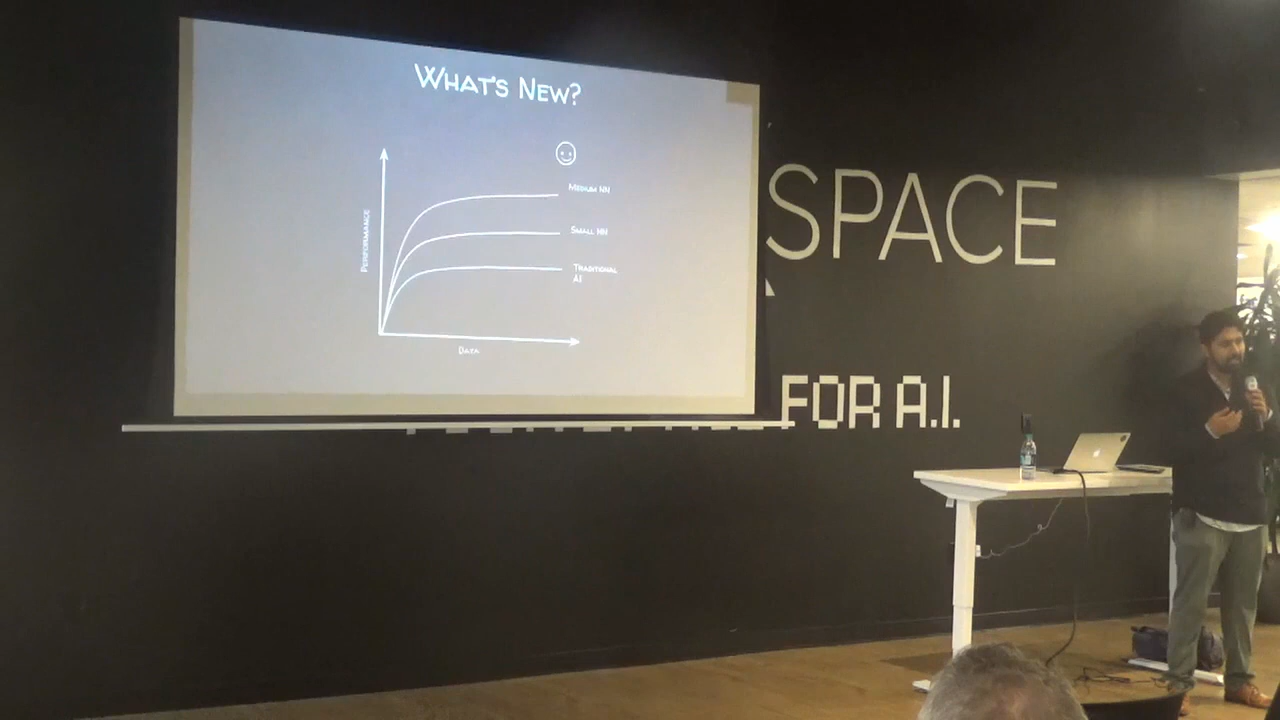 WHAT'S NEW?
MEDIUM NN
SMALL NN
TRADITIONAL
AI
PERFORMANCE
DATA
SPACE
FOR A.I.